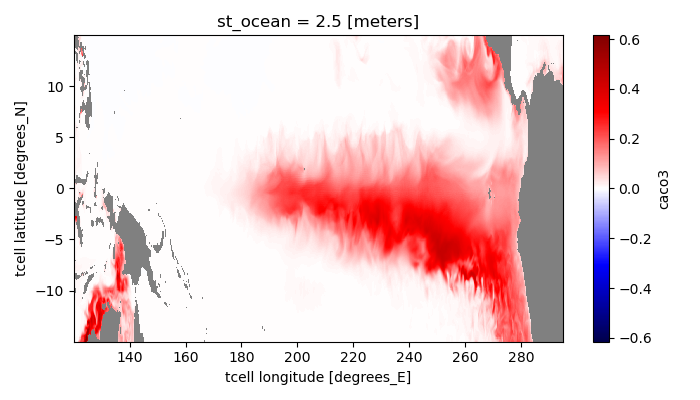 st_ocean = 2.5 [meters]
tcell latitude [degrees_N]
10
5
0
−5
−10
140 160 180 200 220 240 260 280
tcell longitude [degrees_E]
0.6
0.4
0.2
0.0
−0.2
−0.4
−0.6
caco3